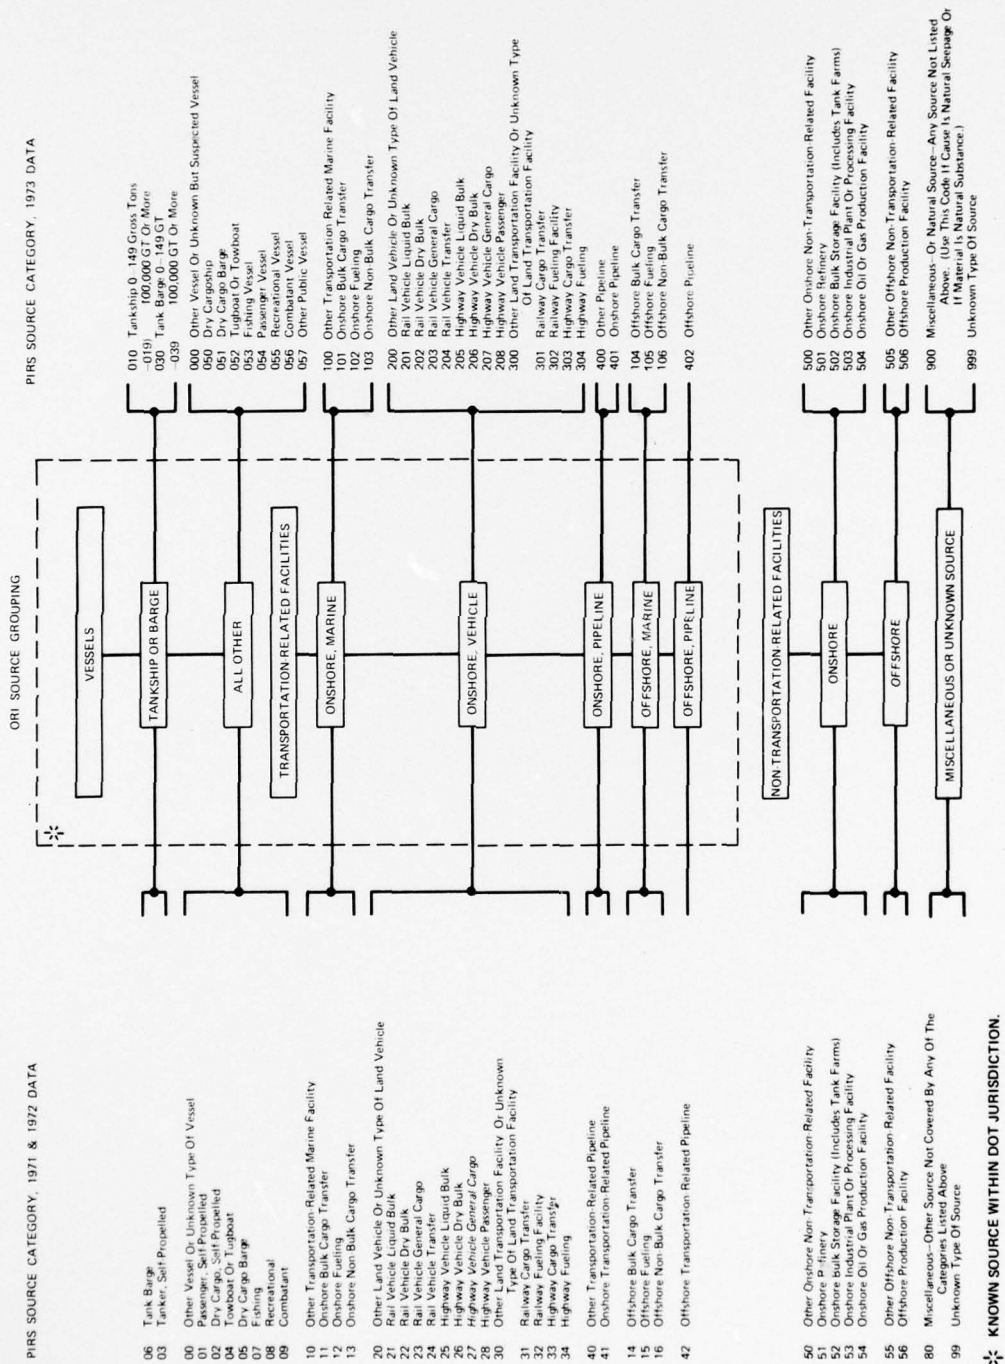 PIRS SOURCE CATEGORY, 1971 & 1972 DATA
06 Tank Barge
03 Tanker, Self Propelled
00 Other Vessel Or Unknown Type Of Vessel
01 Passenger, Self Propelled
02 Dry Cargo, Self Propelled
04 Towboat Or Tugboat
05 Dry Cargo Barge
07 Fishing
08 Recreational
09 Combatant
10 Other Transportation-Related Marine Facility
11 Onshore Bulk Cargo Transfer
12 Onshore Fueling
13 Onshore Non Bulk Cargo Transfer
20 Other Land Vehicle Or Unknown Type Of Land Vehicle
21 Rail Vehicle Liquid Bulk
22 Rail Vehicle Dry Bulk
23 Rail Vehicle General Cargo
24 Rail Vehicle Transfer
25 Highway Vehicle Liquid Bulk
26 Highway Vehicle Dry Bulk
27 Highway Vehicle General Cargo
28 Highway Vehicle Passenger
30 Other Land Transportation Facility Or Unknown
Type Of Land Transportation Facility
31 Railway Cargo Transfer
32 Railway Fueling Facility
33 Highway Cargo Transfer
34 Highway Fueling
40 Other Transportation-Related Pipeline
41 Onshore Transportation-Related Pipeline
14 Offshore Bulk Cargo Transfer
15 Offshore Fueling
16 Offshore Non Bulk Cargo Transfer
42 Offshore Transportation-Related Pipeline
50 Other Onshore Non-Transportation-Related Facility
51 Onshore Refinery
52 Onshore Bulk Storage Facility (Includes Tank Farms)
53 Onshore Industrial Plant Or Processing Facility
54 Onshore Oil Or Gas Production Facility
55 Other Offshore Non-Transportation-Related Facility
56 Offshore Production Facility
80 Miscellaneous–Other Source Not Covered By Any Of The
Categories Listed Above
99 Unknown Type Of Source
KNOWN SOURCE WITHIN DOT JURISDICTION.
ORI SOURCE GROUPING
VESSELS
TANKSHIP OR BARGE
ALL OTHER
TRANSPORTATION-RELATED FACILITIES
ONSHORE, MARINE
ONSHORE, VEHICLE
ONSHORE, PIPELINE
OFFSHORE, MARINE
OFFSHORE, PIPELINE
NON-TRANSPORTATION-RELATED FACILITIES
ONSHORE
OFFSHORE
MISCELLANEOUS OR UNKNOWN SOURCE
PIRS SOURCE CATEGORY, 1973 DATA
010 Tankship 0–149 Gross Tons
–019) 100,000 GT Or More
030 Tank Barge 0–149 GT
–039 100,000 GT Or More
000 Other Vessel Or Unknown But Suspected Vessel
050 Dry Cargoship
051 Dry Cargo Barge
052 Tugboat Or Towboat
053 Fishing Vessel
054 Passenger Vessel
055 Recreational Vessel
056 Combatant Vessel
057 Other Public Vessel
100 Other Transportation Related Marine Facility
101 Onshore Bulk Cargo Transfer
102 Onshore Fueling
103 Onshore Non-Bulk Cargo Transfer
200 Other Land Vehicle Or Unknown Type Of Land Vehicle
201 Rail Vehicle Liquid Bulk
202 Rail Vehicle Dry Bulk
203 Rail Vehicle General Cargo
204 Rail Vehicle Transfer
205 Highway Vehicle Liquid Bulk
206 Highway Vehicle Dry Bulk
207 Highway Vehicle General Cargo
208 Highway Vehicle Passenger
300 Other Land Transportation Facility Or Unknown Type
Of Land Transportation Facility
301 Railway Cargo Transfer
302 Railway Fueling Facility
303 Highway Cargo Transfer
304 Highway Fueling
400 Other Pipeline
401 Onshore Pipeline
104 Offshore Bulk Cargo Transfer
105 Offshore Fueling
106 Offshore Non-Bulk Cargo Transfer
402 Offshore Pipeline
500 Other Onshore Non-Transportation-Related Facility
501 Onshore Refinery
502 Onshore Bulk Storage Facility (Includes Tank Farms)
503 Onshore Industrial Plant Or Processing Facility
504 Onshore Oil Or Gas Production Facility
505 Other Offshore Non-Transportation-Related Facility
506 Offshore Production Facility
900 Miscellaneous–Or Natural Source–Any Source Not Listed
Above. (Use This Code If Cause Is Natural Seepage Or
If Material Is Natural Substance.)
999 Unknown Type Of Source